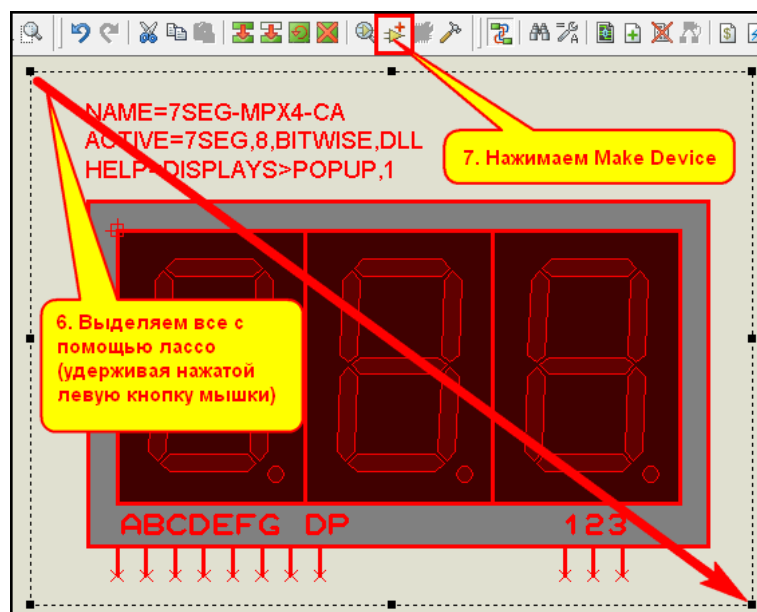 NAME=7SEG-MPX4-CA
ACTIVE=7SEG,8,BITWISE,DLL
HELP=DISPLAYS>POPUP,1
7. Нажимаем Make Device
6. Выделяем все с
помощью лассо
(удерживая нажатой
левую кнопку мышки)
ABCDEFG DP
123